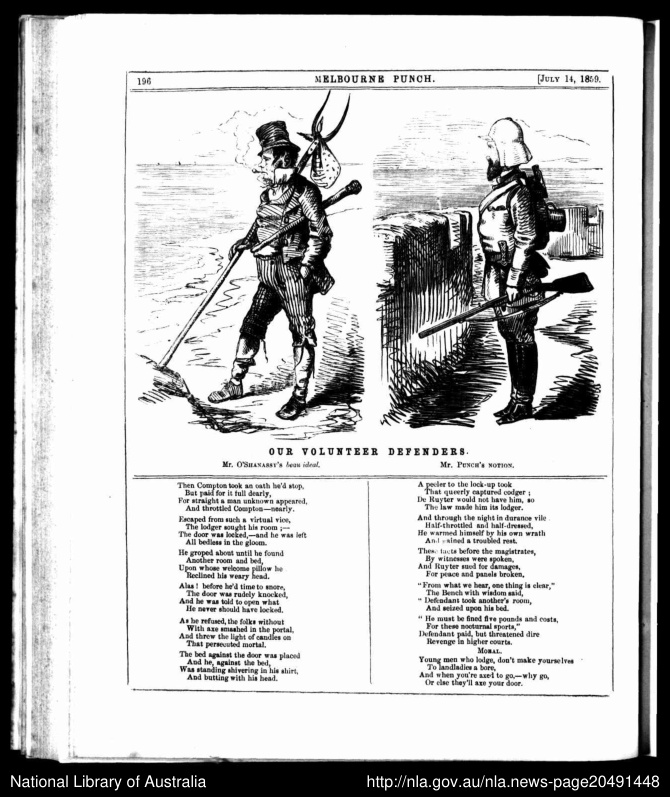 196
MELBOURNE PUNCH.
[JULY 14, 1859.
OUR VOLUNTEER DEFENDERS.
MR. O'SHANASSY'S beau ideal.
MR. PUNCH'S NOTION.
Then Compton took an oath he'd stop,
But paid for it full dearly,
For straight a man unknown appeared,
And throttled Compton—nearly.
Escaped from such a virtual vice,
The lodger sought his room ;—
The door was locked,—and he was left
All bedless in the gloom.
He groped about until he found
Another room and bed,
Upon whose welcome pillow he
Reclined his weary head.
Alas ! before he'd time to snore,
The door was rudely knocked,
And he was told to open what
He never should have locked.
As he refused, the folks without
With axe smashed in the portal,
And threw the light of candles on
That persecuted mortal.
The bed against the door was placed
And he, against the bed,
Was standing shivering in his shirt,
And butting with his head.
A peeler to the lock-up took
That queerly captured codger ;
De Ruyter would not have him, so
The law made him its lodger.
And through the night in durance vile
Half-throttled and half-dressed,
He warmed himself by his own wrath
And gained a troubled rest.
These facts before the magistrates,
By witnesses were spoken,
And Ruyter sued for damages,
For peace and panels broken,
"From what we hear, one thing is clear,"
The Bench with wisdom said,
" Defendant took another's room,
And seized upon his bed.
" He must be fined five pounds and costs,
For these nocturnal sports,"
Defendant paid, but threatened dire
Revenge in higher courts.
MORAL.
Young men who lodge, don't make yourselves
To landladies a bore,
And when you're axed to go,—why go,
Or else they'll axe your door.
National Library of Australia
http://nla.gov.au/nla.news-page20491448